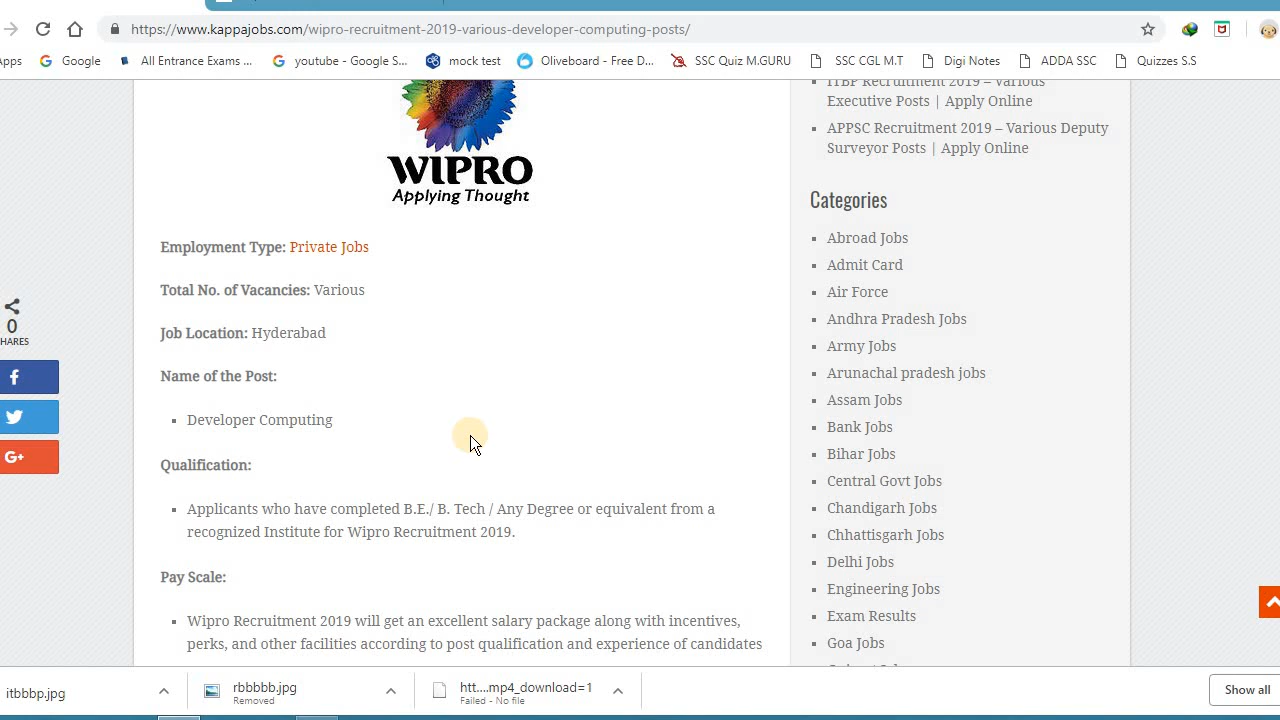 https://www.kappajobs.com/wipro-recruitment-2019-various-developer-computing-posts/
Apps
Google
All Entrance Exams ...
youtube - Google S...
mock test
Oliveboard - Free D...
SSC Quiz M.GURU
SSC CGL M.T
Digi Notes
ADDA SSC
Quizzes S.S
WIPRO
Applying Thought
Employment Type: Private Jobs
Total No. of Vacancies: Various
Job Location: Hyderabad
Name of the Post:
Developer Computing
Qualification:
Applicants who have completed B.E./ B. Tech / Any Degree or equivalent from a
recognized Institute for Wipro Recruitment 2019.
Pay Scale:
Wipro Recruitment 2019 will get an excellent salary package along with incentives,
perks, and other facilities according to post qualification and experience of candidates
0
HARES
f
G+
ITBP Recruitment 2019 – Various
Executive Posts | Apply Online
APPSC Recruitment 2019 – Various Deputy
Surveyor Posts | Apply Online
Categories
Abroad Jobs
Admit Card
Air Force
Andhra Pradesh Jobs
Army Jobs
Arunachal pradesh jobs
Assam Jobs
Bank Jobs
Bihar Jobs
Central Govt Jobs
Chandigarh Jobs
Chhattisgarh Jobs
Delhi Jobs
Engineering Jobs
Exam Results
Goa Jobs
itbbbp.jpg
rbbbbb.jpg
Removed
htt....mp4_download=1
Failed - No file
Show all